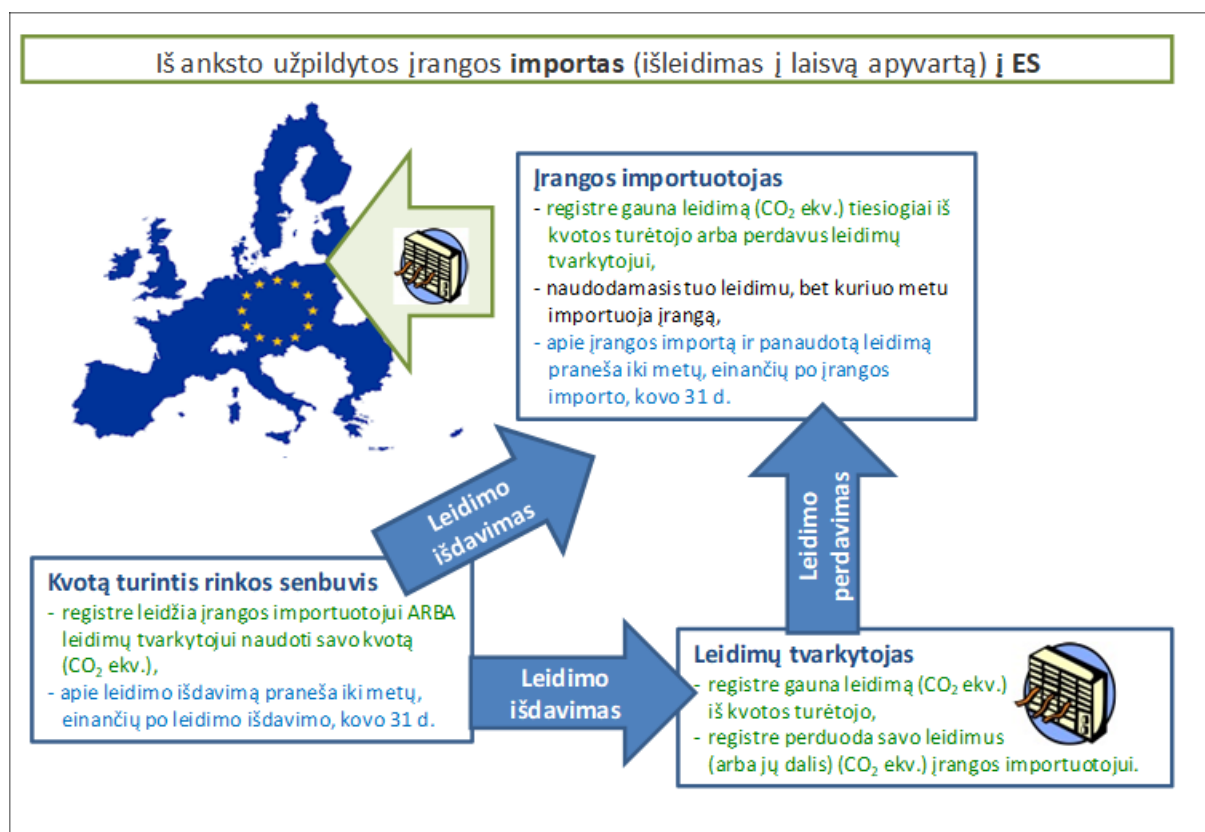 Iš anksto užpildytos įrangos importas (išleidimas į laisvą apyvartą) į ES
Įrangos importuotojas
- registre gauna leidimą (CO₂ ekv.) tiesiogiai iš
kvotos turėtojo arba perdavus leidimų
tvarkytojui,
- naudodamasis tuo leidimu, bet kuriuo metu
importuoja įrangą,
- apie įrangos importą ir panaudotą leidimą
praneša iki metų, einančių po įrangos
importo, kovo 31 d.
Leidimo
išdavimas
Leidimo
perdavimas
Kvotą turintis rinkos senbuvis
- registre leidžia įrangos importuotojui ARBA
leidimų tvarkytojui naudoti savo kvotą
(CO₂ ekv.),
- apie leidimo išdavimą praneša iki metų,
einančių po leidimo išdavimo, kovo 31 d.
Leidimo
išdavimas
Leidimų tvarkytojas
- registre gauna leidimą (CO₂ ekv.)
iš kvotos turėtojo,
- registre perduoda savo leidimus
(arba jų dalis) (CO₂ ekv.) įrangos importuotojui.